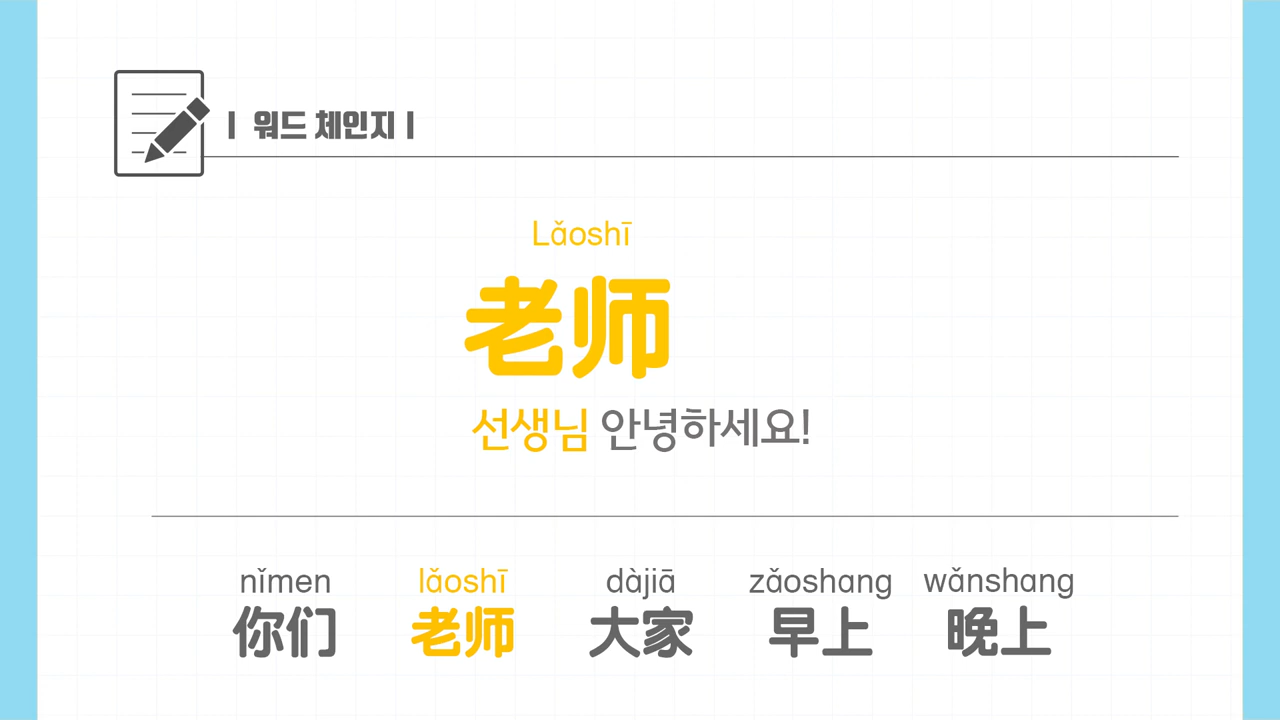 | 워드 체인지 |
Lǎoshī
老师
선생님 안녕하세요!
nǐmen lǎoshī dàjiā zǎoshang wǎnshang
你们 老师 大家 早上 晚上